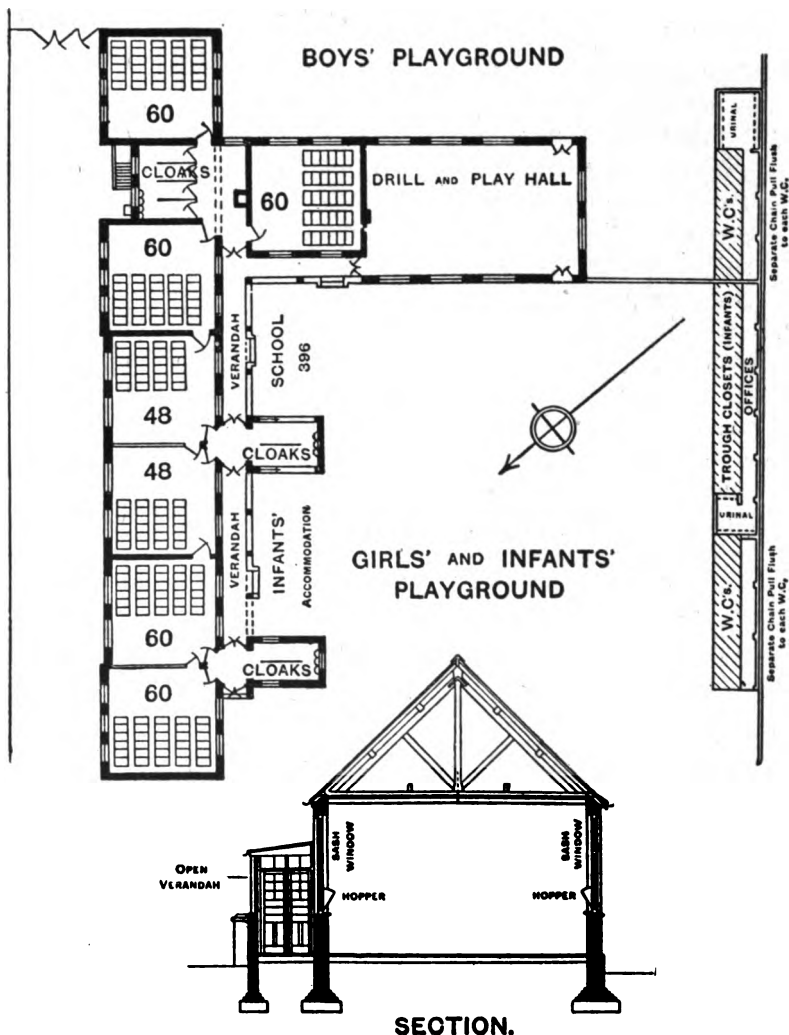 BOYS' PLAYGROUND
60
CLOAKS
60
DRILL AND PLAY HALL
URINAL
W.C's.
Separate Chain Pull Flush
to each W.C.
60
VERANDAH
SCHOOL
396
48
CLOAKS
TROUGH CLOSETS (INFANTS)
OFFICES
48
VERANDAH
INFANTS'
ACCOMMODATION
URINAL
GIRLS' AND INFANTS'
PLAYGROUND
60
CLOAKS
W.C's.
Separate Chain Pull Flush
to each W.C.
60
SASH
WINDOW
SASH
WINDOW
OPEN
VERANDAH
HOPPER
HOPPER
SECTION.